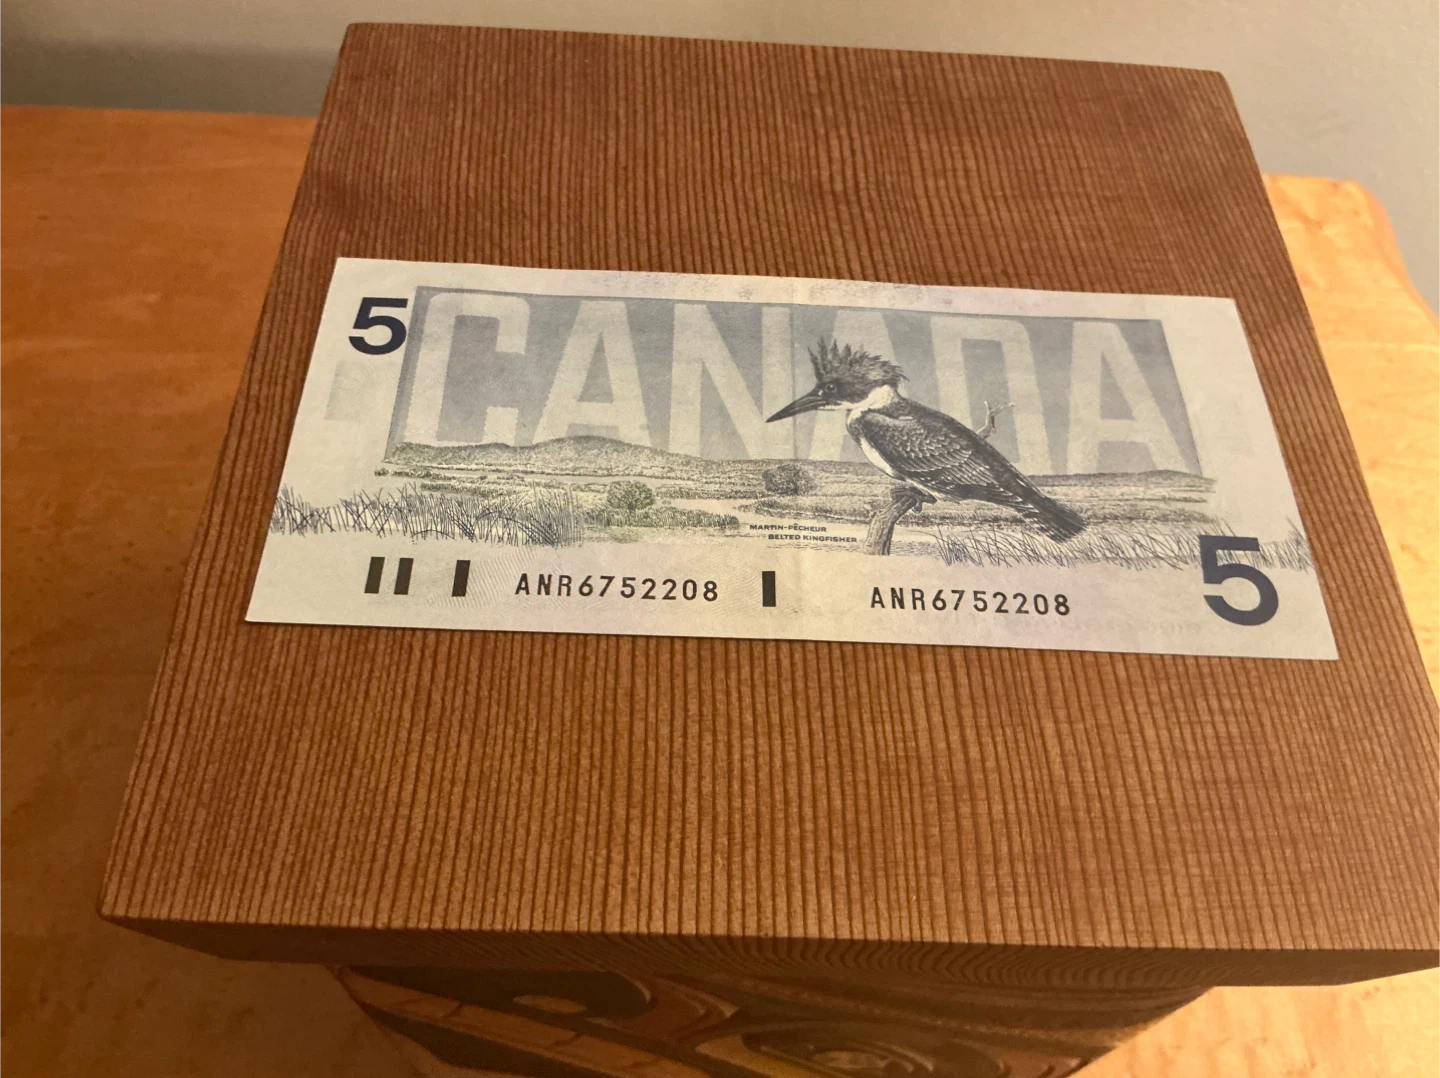 5
CANADA
MARTIN-PÊCHEUR
BELTED KINGFISHER
ANR6752208
ANR6752208
5